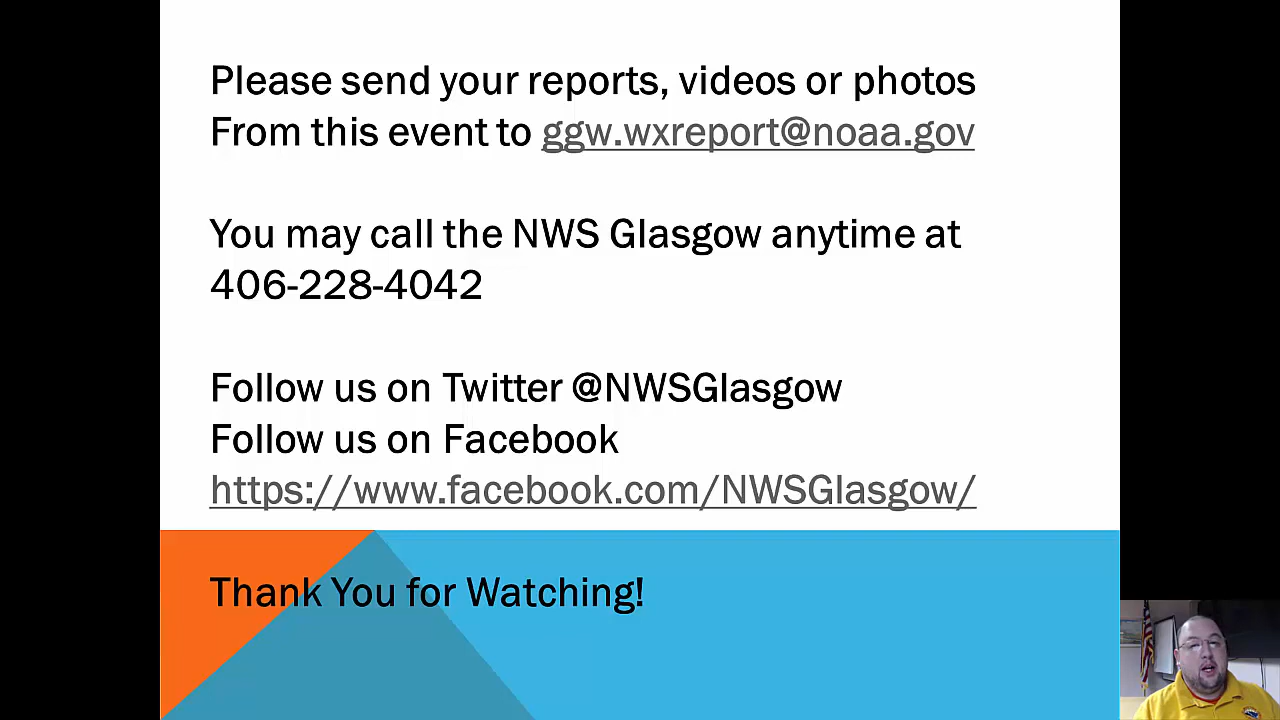 Please send your reports, videos or photos
From this event to ggw.wxreport@noaa.gov
You may call the NWS Glasgow anytime at
406-228-4042
Follow us on Twitter @NWSGlasgow
Follow us on Facebook
https://www.facebook.com/NWSGlasgow/
Thank You for Watching!